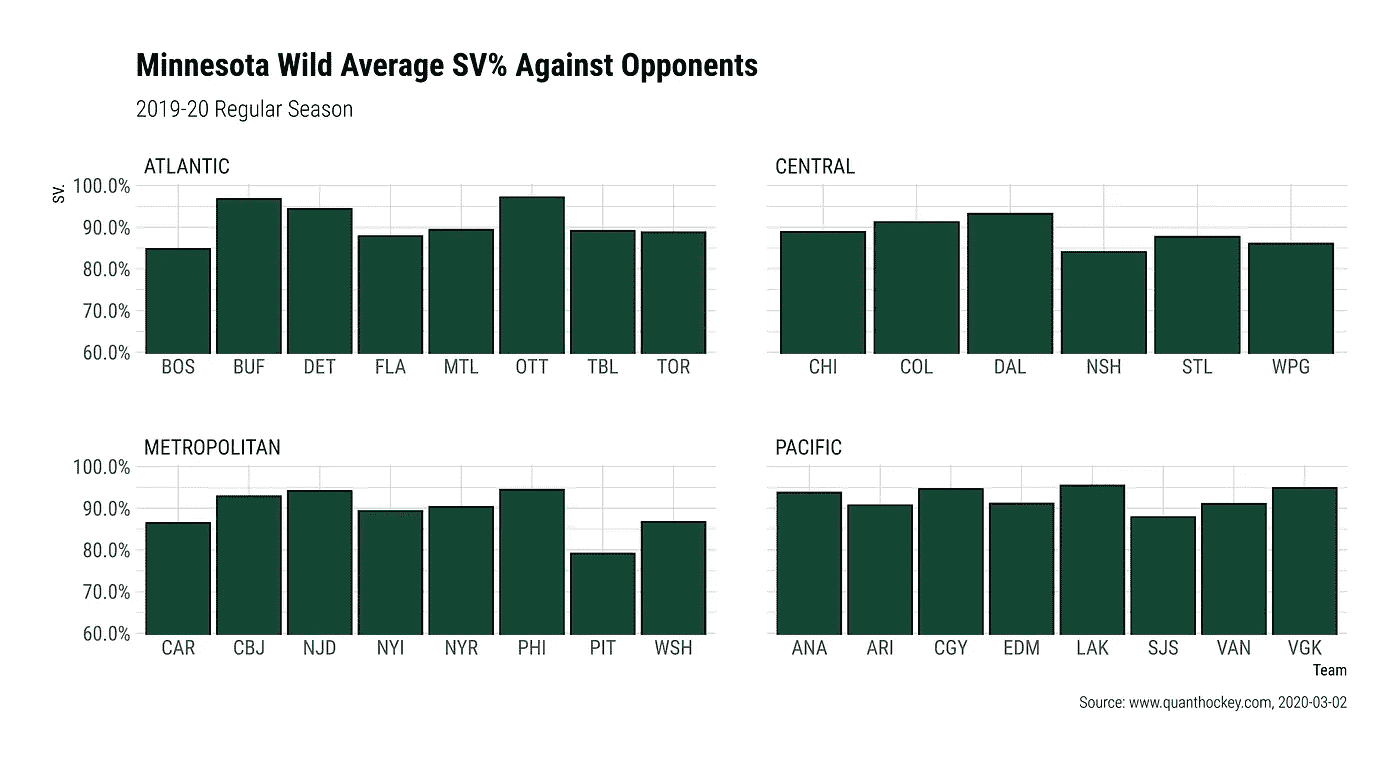 Minnesota Wild Average SV% Against Opponents
2019-20 Regular Season
ATLANTIC
SV.
100.0%
90.0%
80.0%
70.0%
60.0%
BOS BUF DET FLA MTL OTT TBL TOR
CENTRAL
CHI COL DAL NSH STL WPG
METROPOLITAN
100.0%
90.0%
80.0%
70.0%
60.0%
CAR CBJ NJD NYI NYR PHI PIT WSH
PACIFIC
ANA ARI CGY EDM LAK SJS VAN VGK
Team
Source: www.quanthockey.com, 2020-03-02